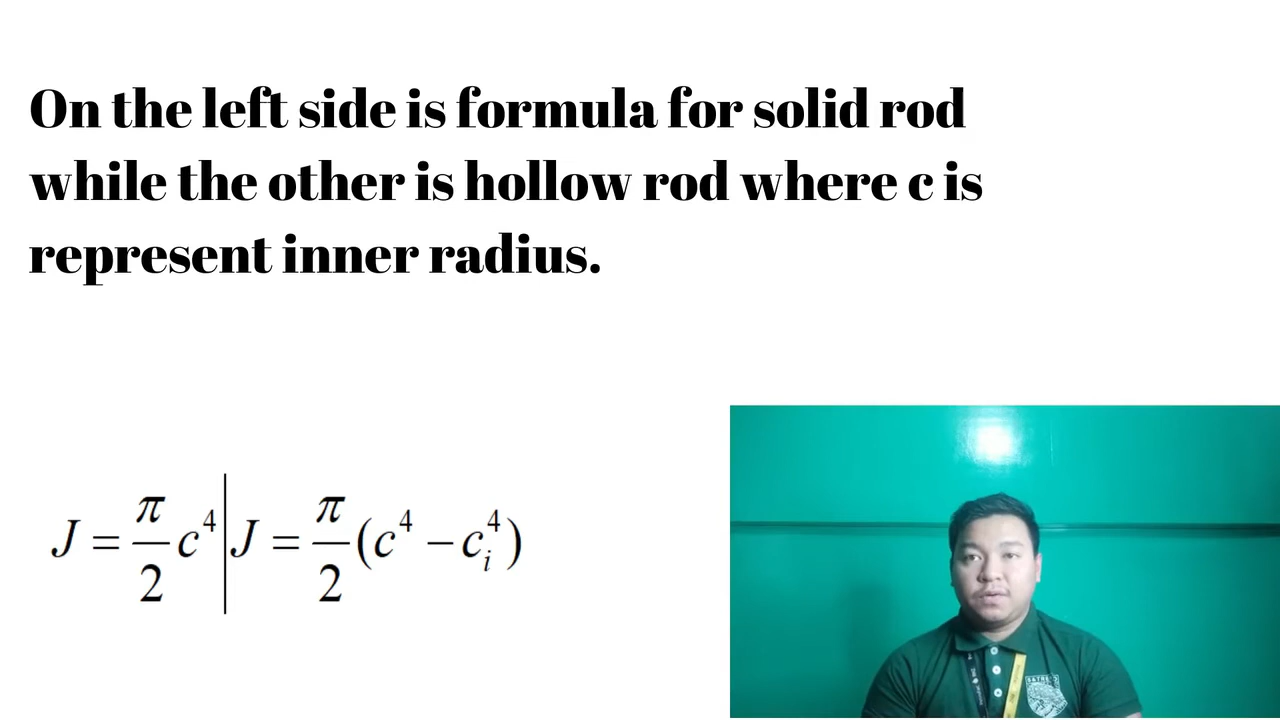 On the left side is formula for solid rod
while the other is hollow rod where c is
represent inner radius.
J = π/2 c⁴ | J = π/2 (c⁴ − cᵢ⁴)